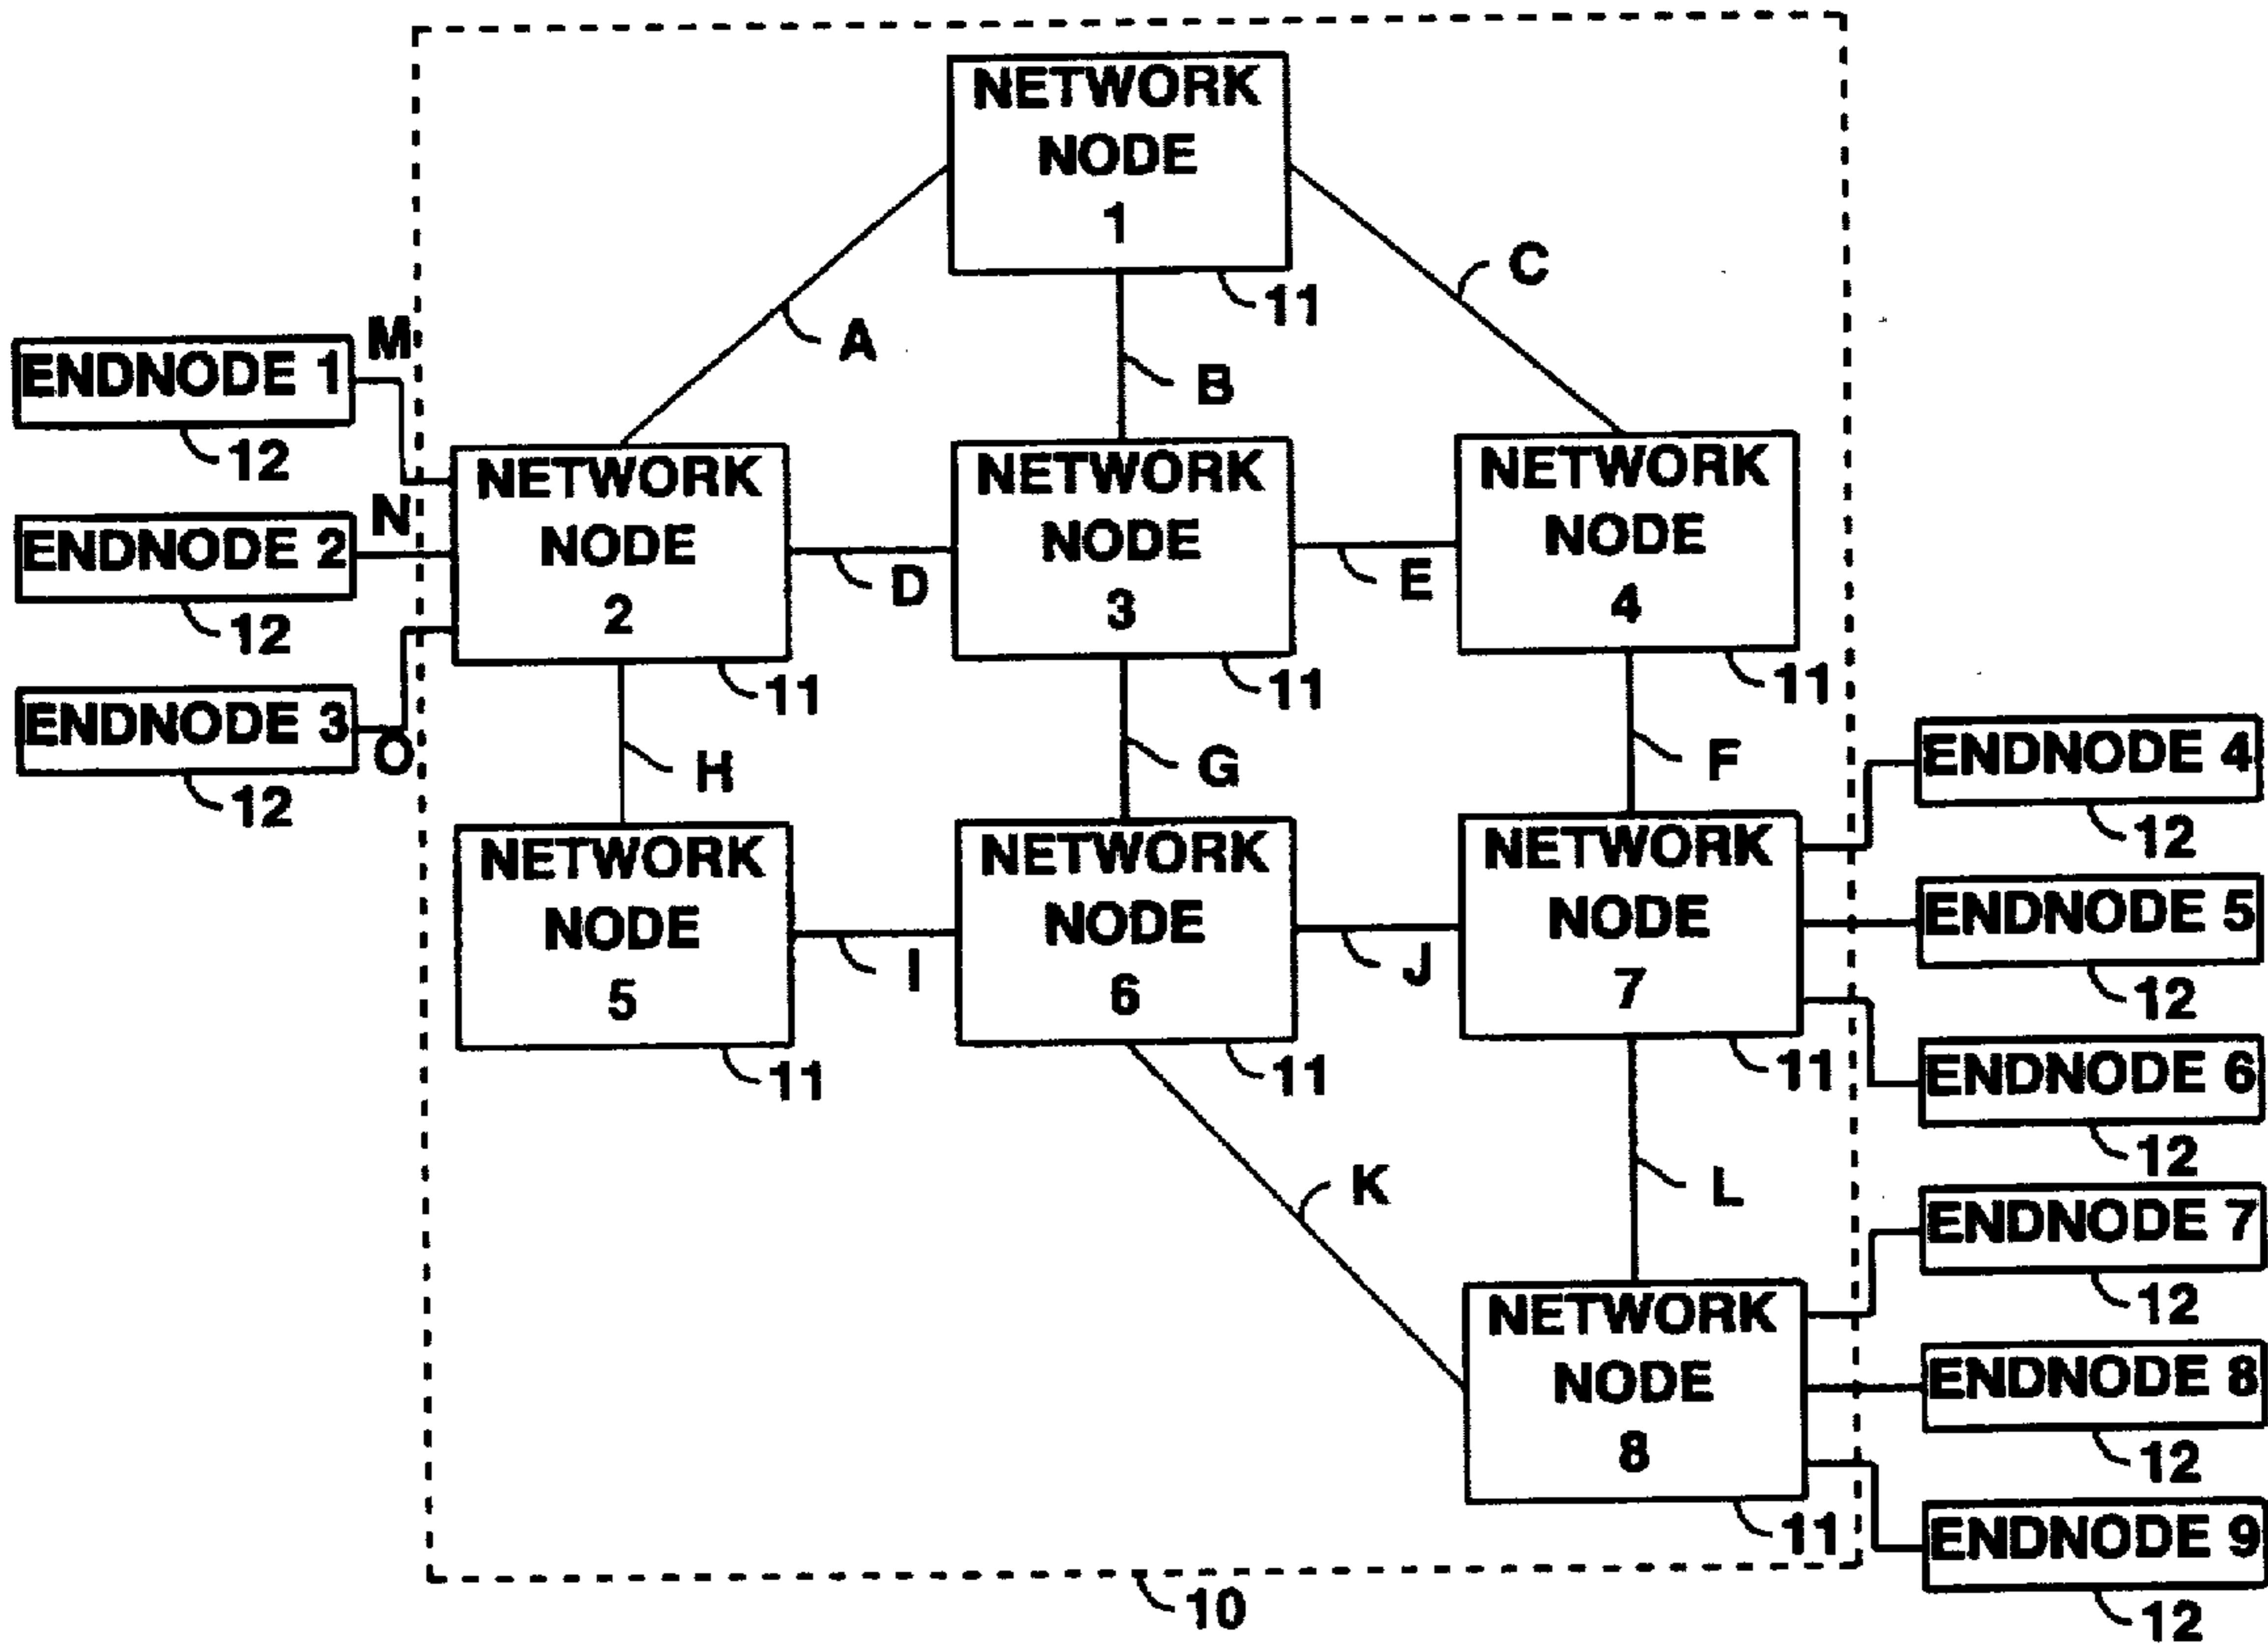 NETWORK
NODE
1
11
A
B
C
ENDNODE 1
M
12
ENDNODE 2
N
12
ENDNODE 3
O
12
NETWORK
NODE
2
11
D
NETWORK
NODE
3
11
E
NETWORK
NODE
4
11
H
G
F
NETWORK
NODE
5
11
I
NETWORK
NODE
6
11
J
NETWORK
NODE
7
11
ENDNODE 4
12
ENDNODE 5
12
ENDNODE 6
12
K
L
NETWORK
NODE
8
11
ENDNODE 7
12
ENDNODE 8
12
ENDNODE 9
12
10